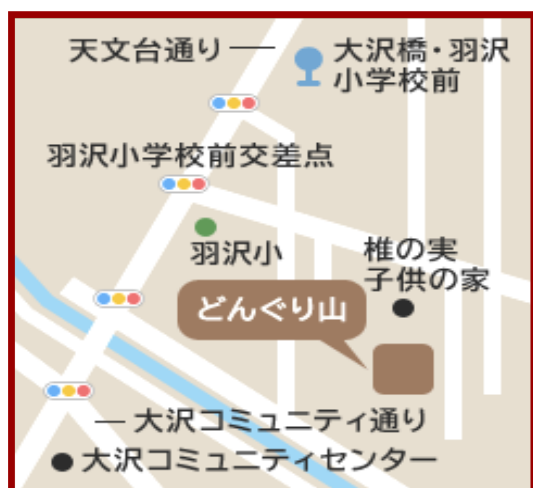 天文台通り
大沢橋・羽沢
小学校前
羽沢小学校前交差点
羽沢小
椎の実
子供の家
どんぐり山
大沢コミュニティ通り
大沢コミュニティセンター